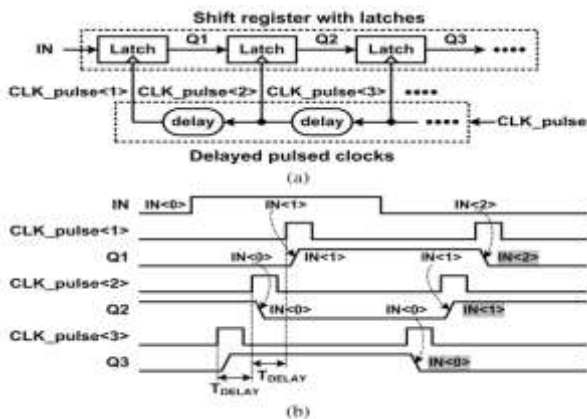 Shift register with latches
IN Latch Q1 Latch Q2 Latch Q3
CLK_pulse<1> CLK_pulse<2> CLK_pulse<3>
delay delay CLK_pulse
Delayed pulsed clocks
(a)
IN IN<0> IN<1> IN<2>
CLK_pulse<1>
Q1 IN<0> IN<1> IN<1> IN<2>
CLK_pulse<2>
Q2 IN<0> IN<0> IN<1>
CLK_pulse<3>
Q3 IN<0>
TDELAY TDELAY
(b)